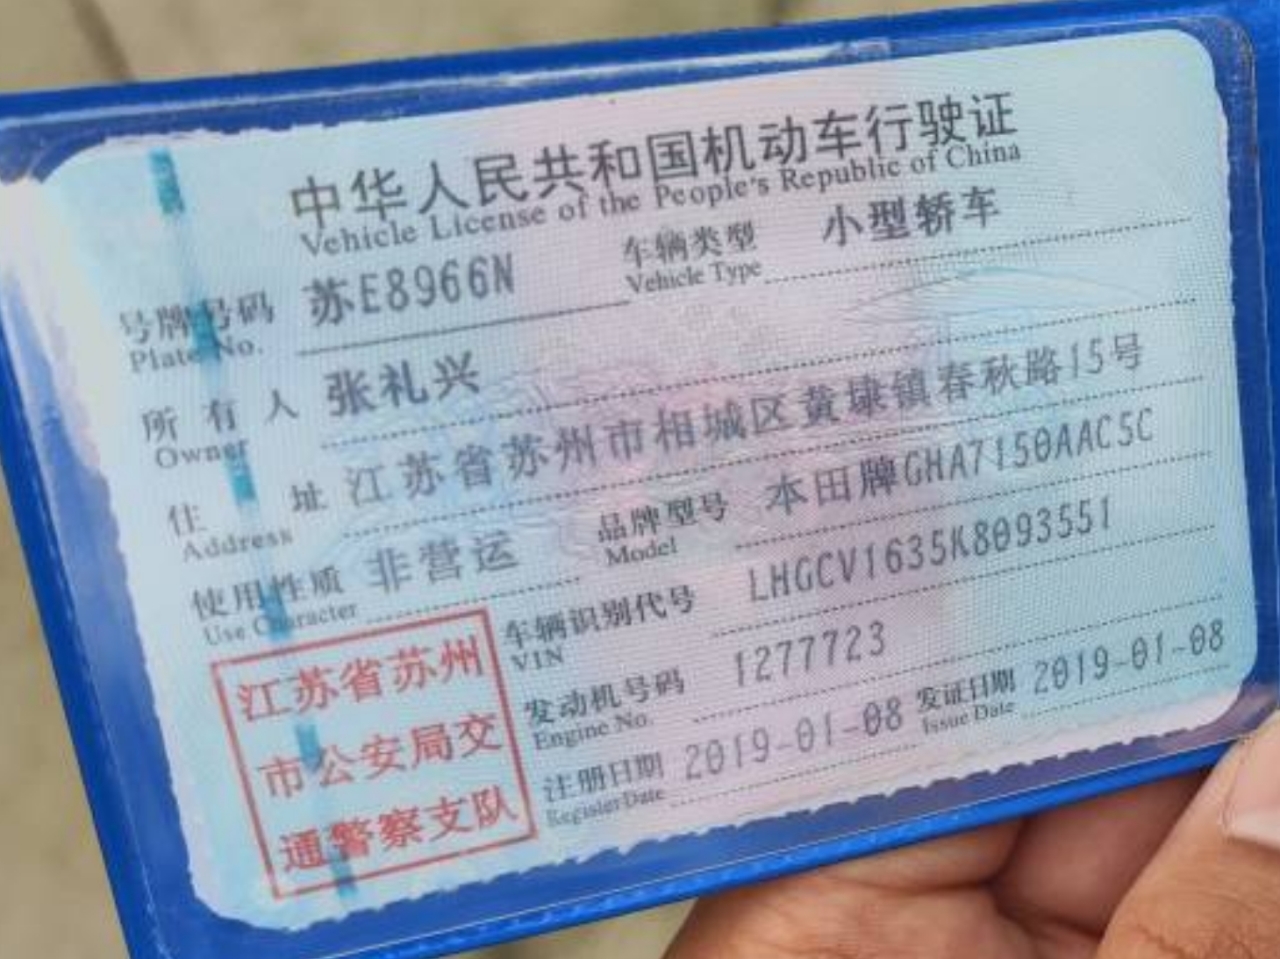 中华人民共和国机动车行驶证
Vehicle License of the People's Republic of China
号牌号码 苏E8966N 车辆类型 小型轿车
Plate No. Vehicle Type
所有人 张礼兴
Owner
住址 江苏省苏州市相城区黄埭镇春秋路15号
Address
使用性质 非营运 品牌型号 本田牌GHA7150AAC5C
Use Character Model
车辆识别代号 LHGCV1635K8093551
VIN
发动机号码 1277723
Engine No.
注册日期 2019-01-08 发证日期 2019-01-08
Register Date Issue Date
江苏省苏州
市公安局交
通警察支队